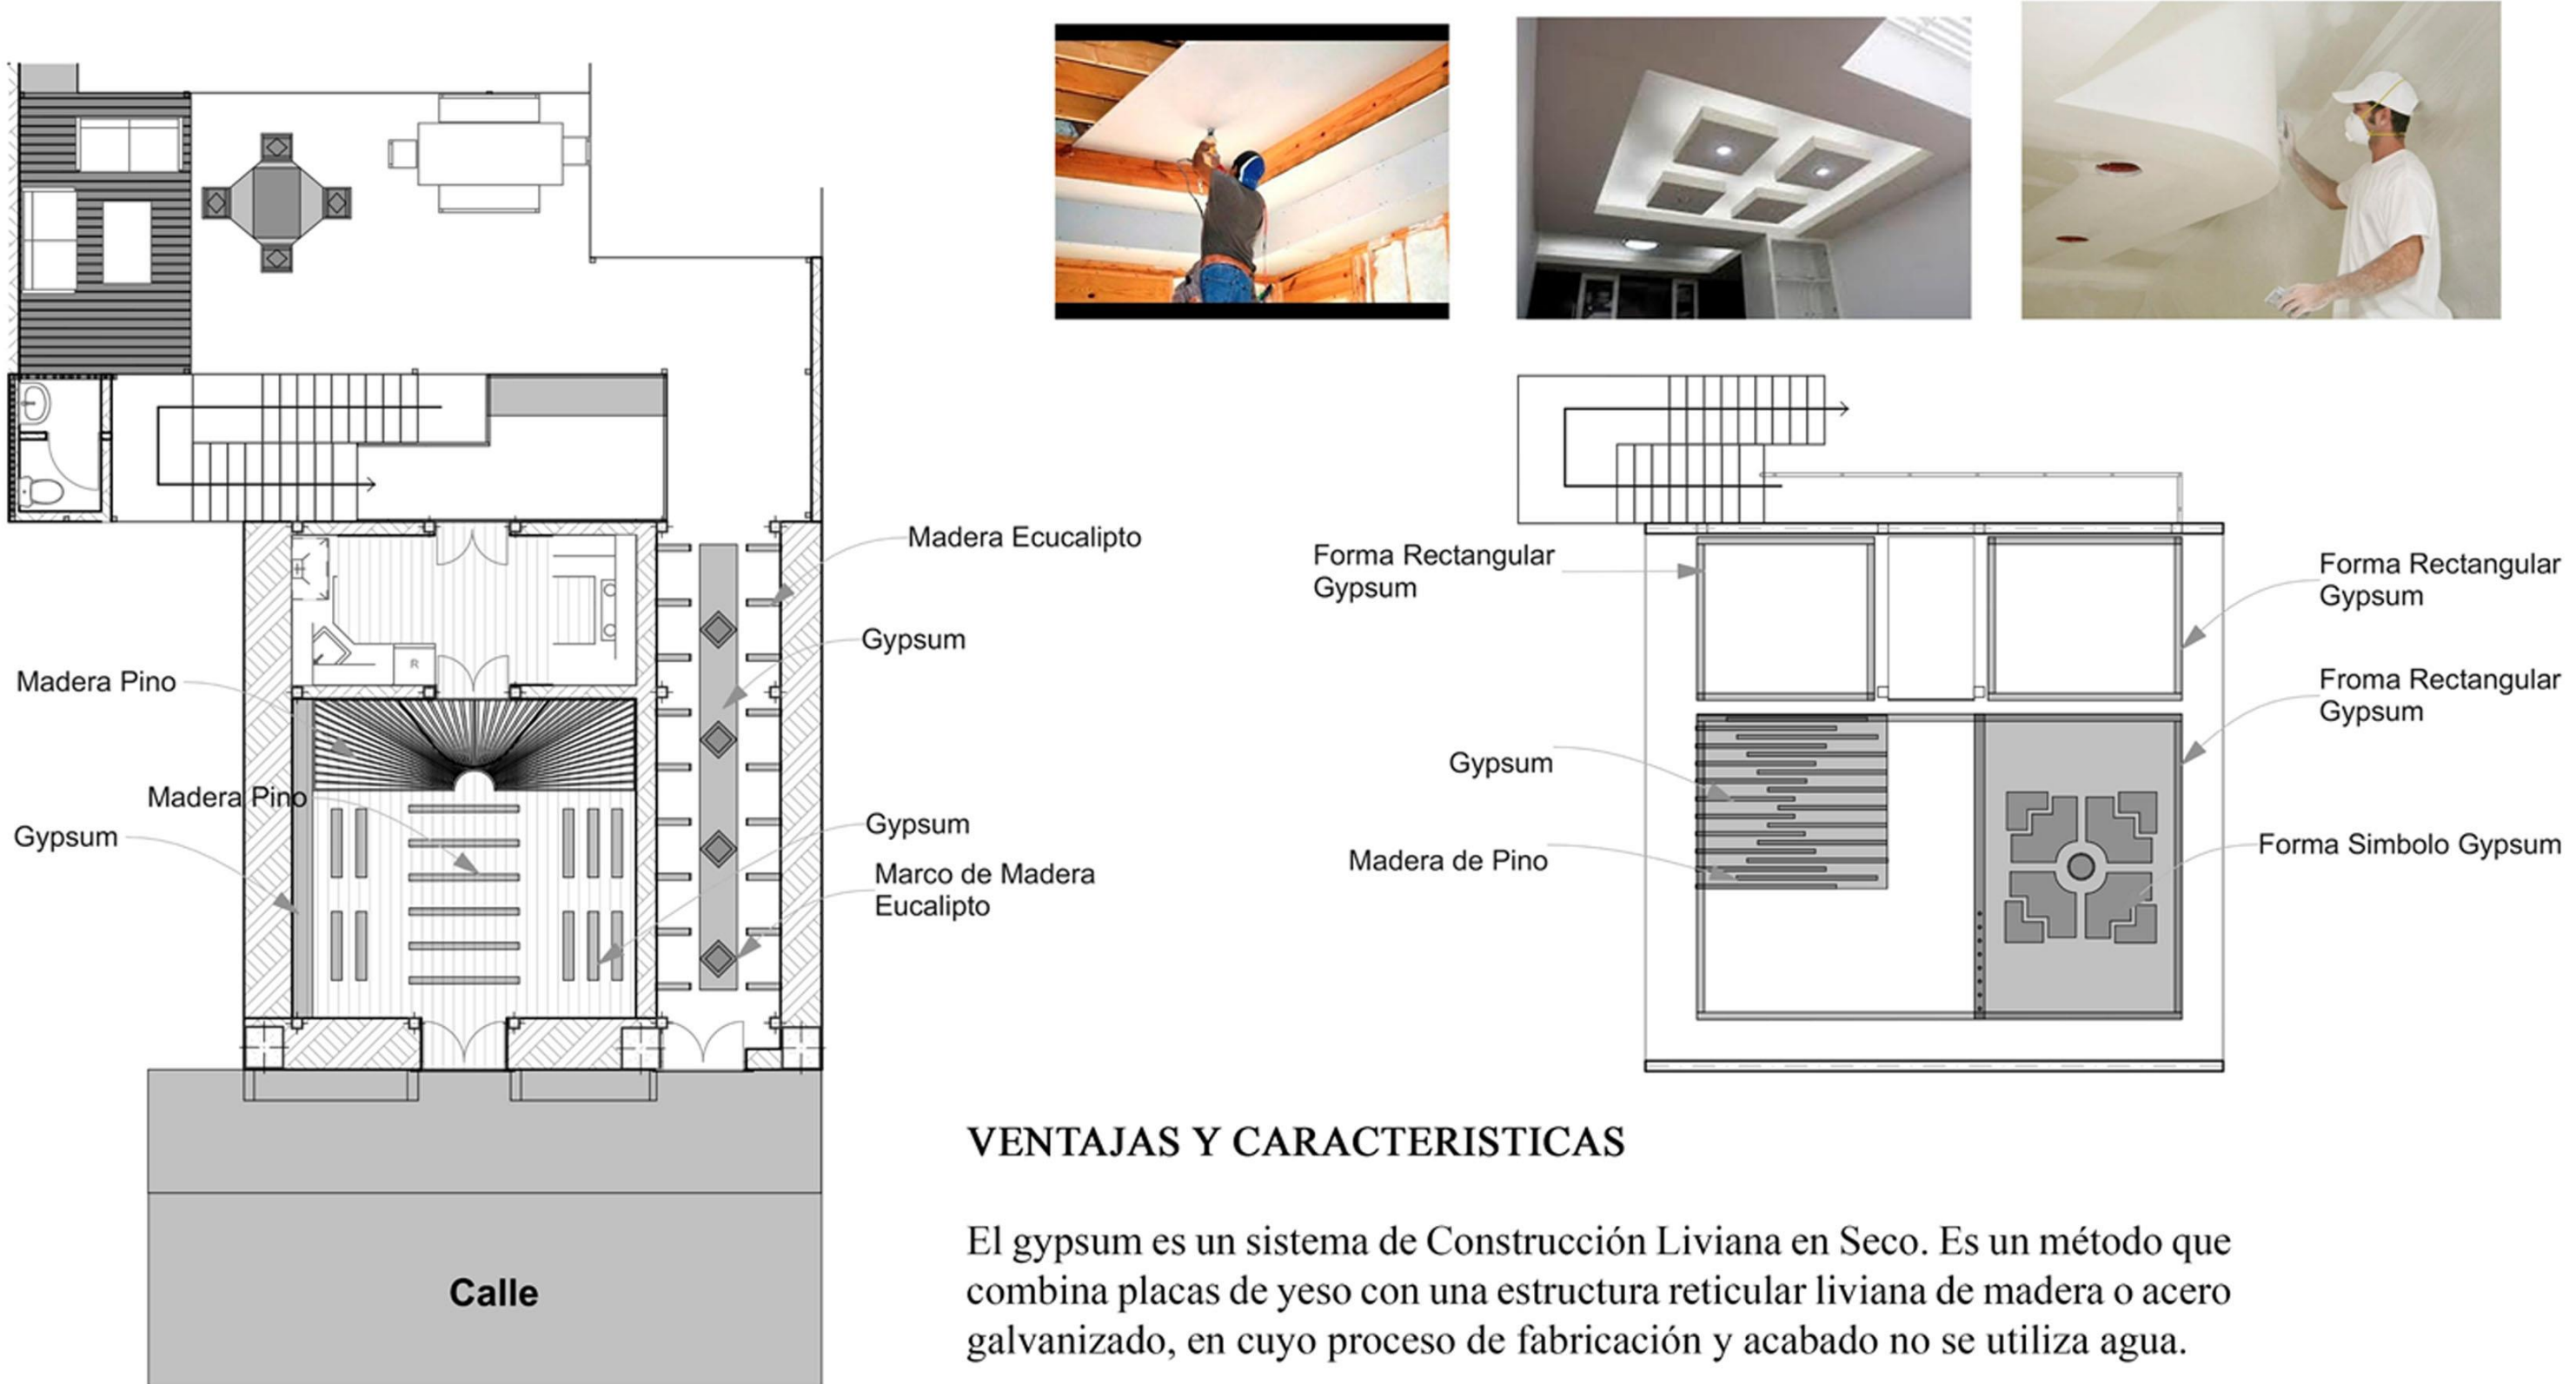 Madera Ecucalipto
Gypsum
Madera Pino
Madera Pino
Gypsum
Gypsum
Marco de Madera
Eucalipto
R
Calle
Forma Rectangular
Gypsum
Forma Rectangular
Gypsum
Froma Rectangular
Gypsum
Gypsum
Madera de Pino
Forma Simbolo Gypsum
VENTAJAS Y CARACTERISTICAS
El gypsum es un sistema de Construcción Liviana en Seco. Es un método que
combina placas de yeso con una estructura reticular liviana de madera o acero
galvanizado, en cuyo proceso de fabricación y acabado no se utiliza agua.